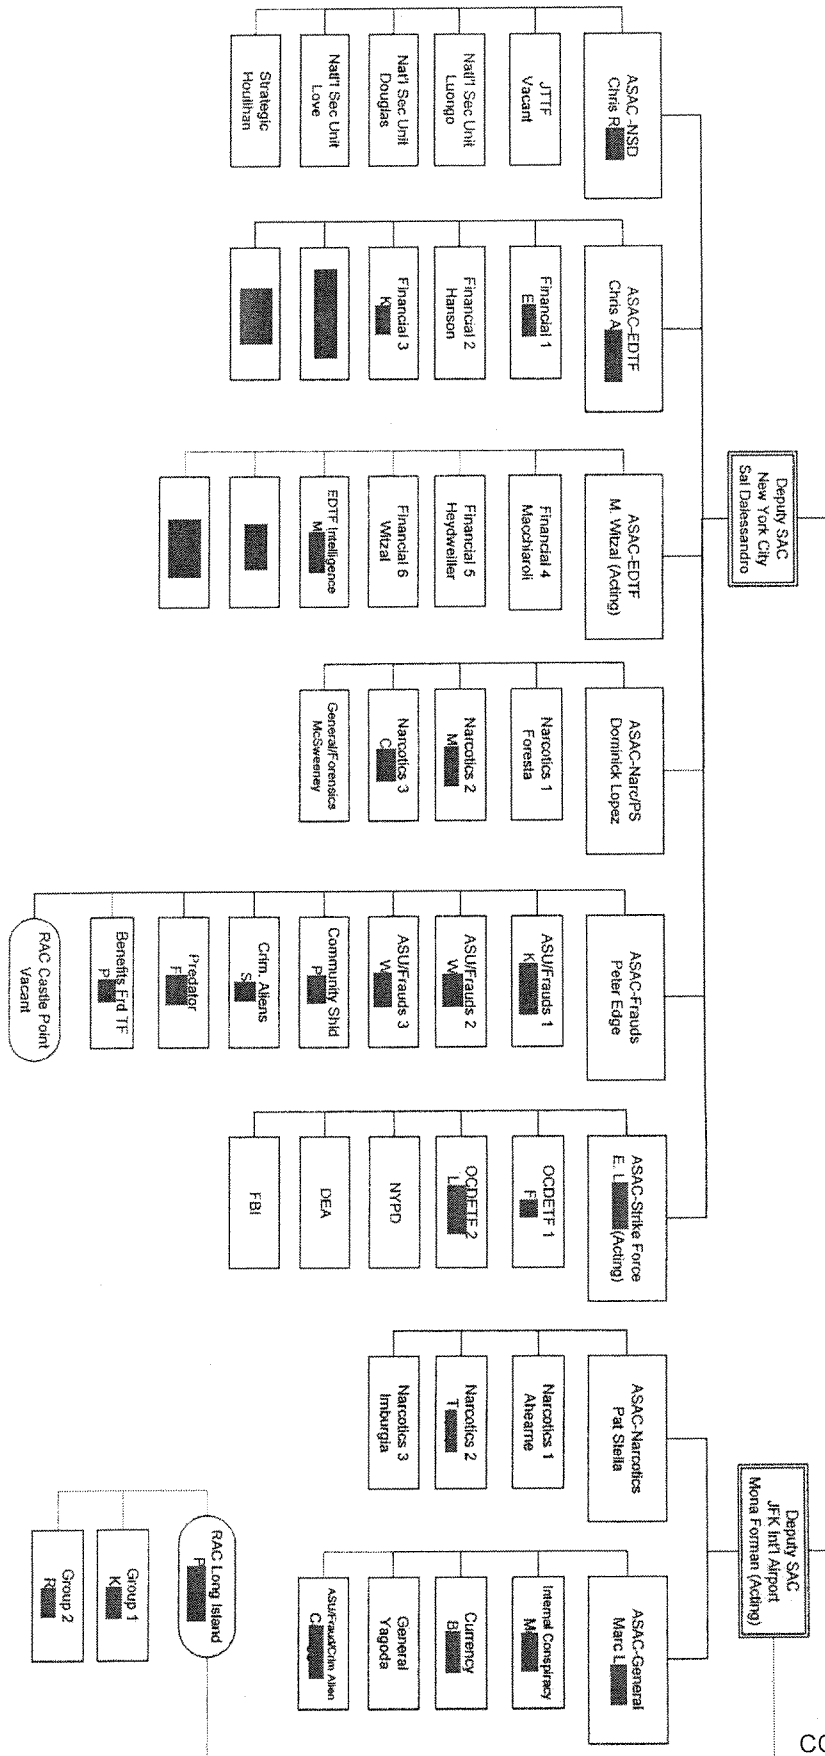 Deputy SAC
New York City
Sal Dalessandro
ASAC -NSD
Chris R
JTTF
Vacant
Natl'l Sec Unit
Luongo
Nat'l Sec Unit
Douglas
Natl'l Sec Unit
Love
Strategic
Houlihan
ASAC-EDTF
Chris A
Financial 1
E
Financial 2
Hanson
Financial 3
K
ASAC-EDTF
M. Witzal (Acting)
Financial 4
Macchiaroli
Financial 5
Heydweiller
Financial 6
Witzal
EDTF Intelligence
M
ASAC-Narc/PS
Dominick Lopez
Narcotics 1
Foresta
Narcotics 2
M
Narcotics 3
C
General/Forensics
McSweeney
ASAC-Frauds
Peter Edge
ASU/Frauds 1
K
ASU/Frauds 2
W
ASU/Frauds 3
W
Community Shld
P
Crim. Aliens
S
Predator
F
Benefits Frd TF
P
RAC Castle Point
Vacant
ASAC-Strike Force
E. L (Acting)
OCDETF 1
F
OCDETF 2
L
NYPD
DEA
FBI
Deputy SAC
JFK Int'l Airport
Mona Forman (Acting)
ASAC-Narcotics
Pat Stella
Narcotics 1
Ahearne
Narcotics 2
T
Narcotics 3
Imburgia
ASAC-General
Marc L
Internal Conspiracy
M
Currency
B
General
Yagoda
ASU/Fraud/Crim Alien
C
RAC Long Island
P
Group 1
K
Group 2
R
CO